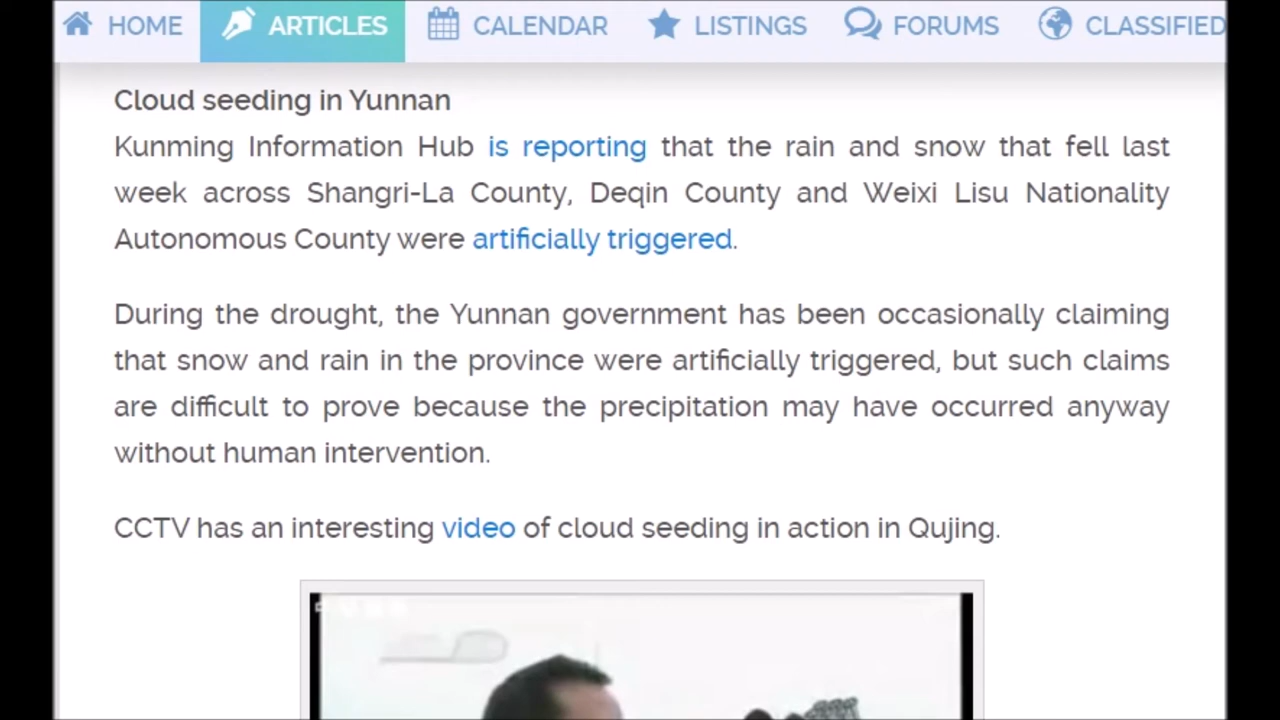 HOME ARTICLES CALENDAR LISTINGS FORUMS CLASSIFIED
Cloud seeding in Yunnan
Kunming Information Hub is reporting that the rain and snow that fell last
week across Shangri-La County, Deqin County and Weixi Lisu Nationality
Autonomous County were artificially triggered.
During the drought, the Yunnan government has been occasionally claiming
that snow and rain in the province were artificially triggered, but such claims
are difficult to prove because the precipitation may have occurred anyway
without human intervention.
CCTV has an interesting video of cloud seeding in action in Qujing.